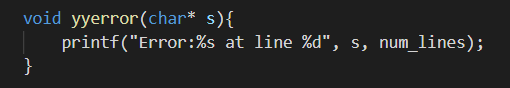 void yyerror(char* s){
    printf("Error:%s at line %d", s, num_lines);
}